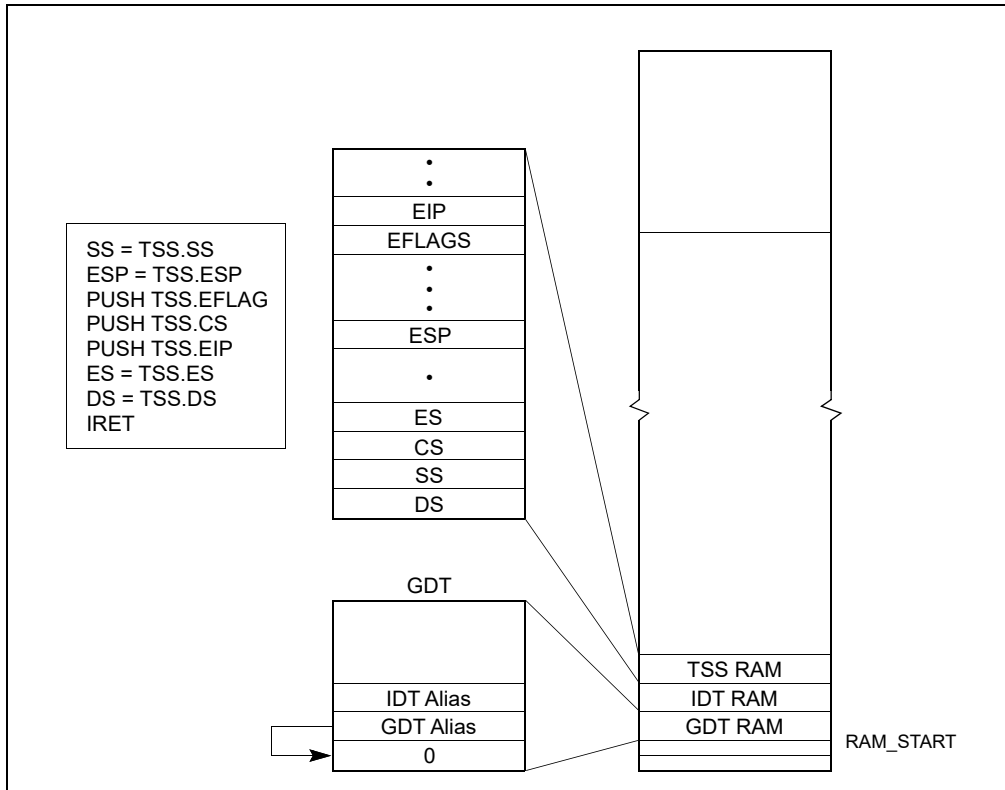 SS = TSS.SS
ESP = TSS.ESP
PUSH TSS.EFLAG
PUSH TSS.CS
PUSH TSS.EIP
ES = TSS.ES
DS = TSS.DS
IRET
EIP
EFLAGS
ESP
ES
CS
SS
DS
GDT
IDT Alias
GDT Alias
0
TSS RAM
IDT RAM
GDT RAM
RAM_START